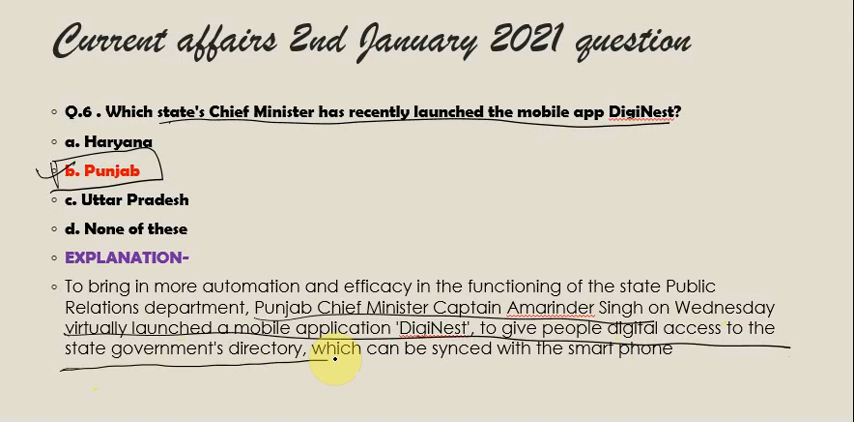 Current affairs 2nd January 2021 question
Q.6 . Which state's Chief Minister has recently launched the mobile app DigiNest?
a. Haryana
b. Punjab
c. Uttar Pradesh
d. None of these
EXPLANATION-
To bring in more automation and efficacy in the functioning of the state Public
Relations department, Punjab Chief Minister Captain Amarinder Singh on Wednesday
virtually launched a mobile application 'DigiNest', to give people digital access to the
state government's directory, which can be synced with the smart phone